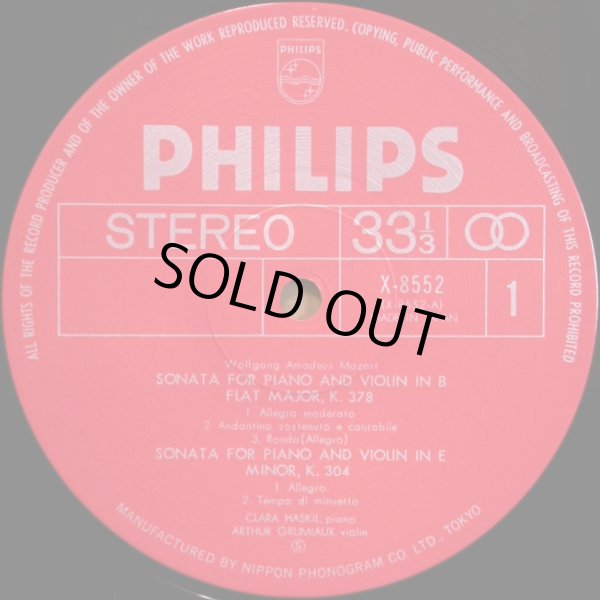 ALL RIGHTS OF THE RECORD PRODUCER AND OF THE OWNER OF THE WORK REPRODUCED RESERVED. COPYING, PUBLIC PERFORMANCE AND BROADCASTING OF THIS RECORD PROHIBITED
PHILIPS
PHILIPS
STEREO 33 1/3
X-8552
(X-8552-A)
1
SOLD OUT
Wolfgang Amadeus Mozart
SONATA FOR PIANO AND VIOLIN IN B
FLAT MAJOR, K. 378
1. Allegro moderato
2. Andantino sostenuto e cantabile
3. Rondo (Allegro)
SONATA FOR PIANO AND VIOLIN IN E
MINOR, K. 304
1. Allegro
2. Tempo di minuetto
CLARA HASKIL, piano
ARTHUR GRUMIAUX, violin
5
MANUFACTURED BY NIPPON PHONOGRAM CO. LTD., TOKYO